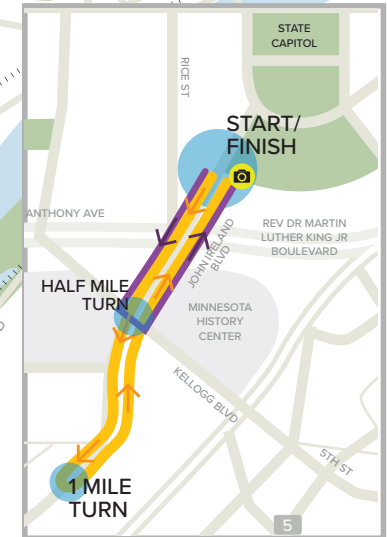 STATE
CAPITOL
RICE ST
START/
FINISH
ANTHONY AVE
JOHN IRELAND
BLVD
REV DR MARTIN
LUTHER KING JR
BOULEVARD
HALF MILE
TURN
MINNESOTA
HISTORY
CENTER
KELLOGG BLVD
5TH ST
1 MILE
TURN
5